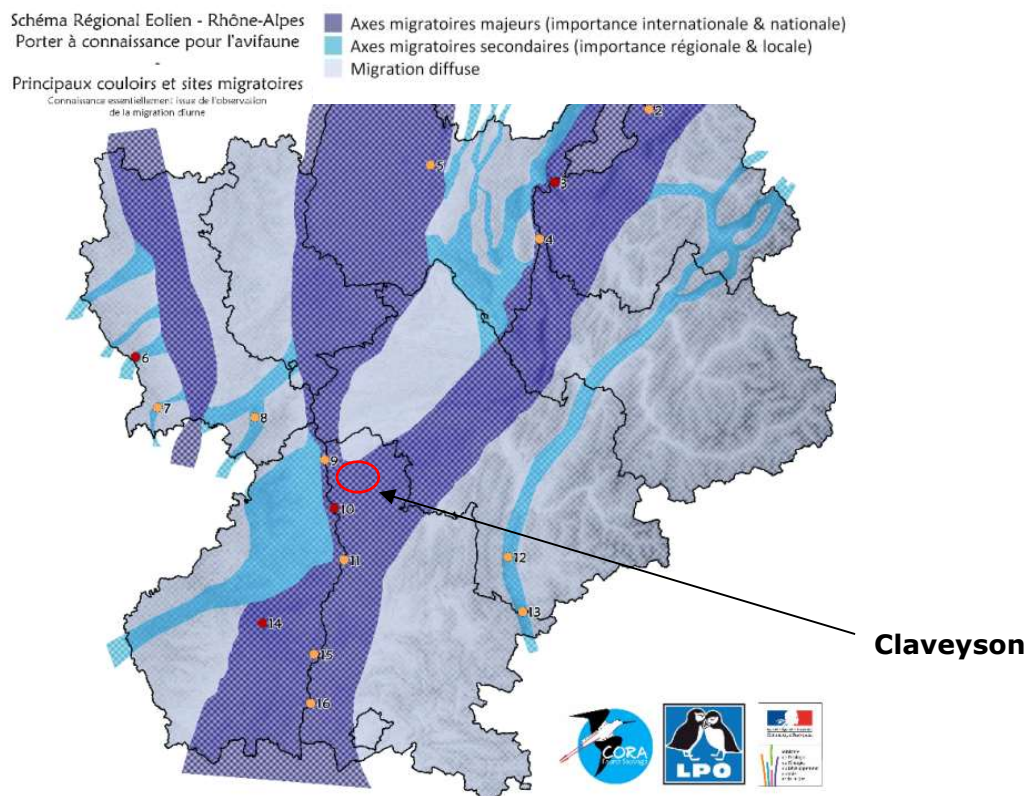 Schéma Régional Eolien - Rhône-Alpes
Porter à connaissance pour l'avifaune
-
Principaux couloirs et sites migratoires
Connaissance essentiellement issue de l'observation
de la migration diurne
Axes migratoires majeurs (importance internationale & nationale)
Axes migratoires secondaires (importance régionale & locale)
Migration diffuse
2
5
3
4
6
7
8
9
10
11
12
13
14
15
16
Claveyson
CORA
LPO